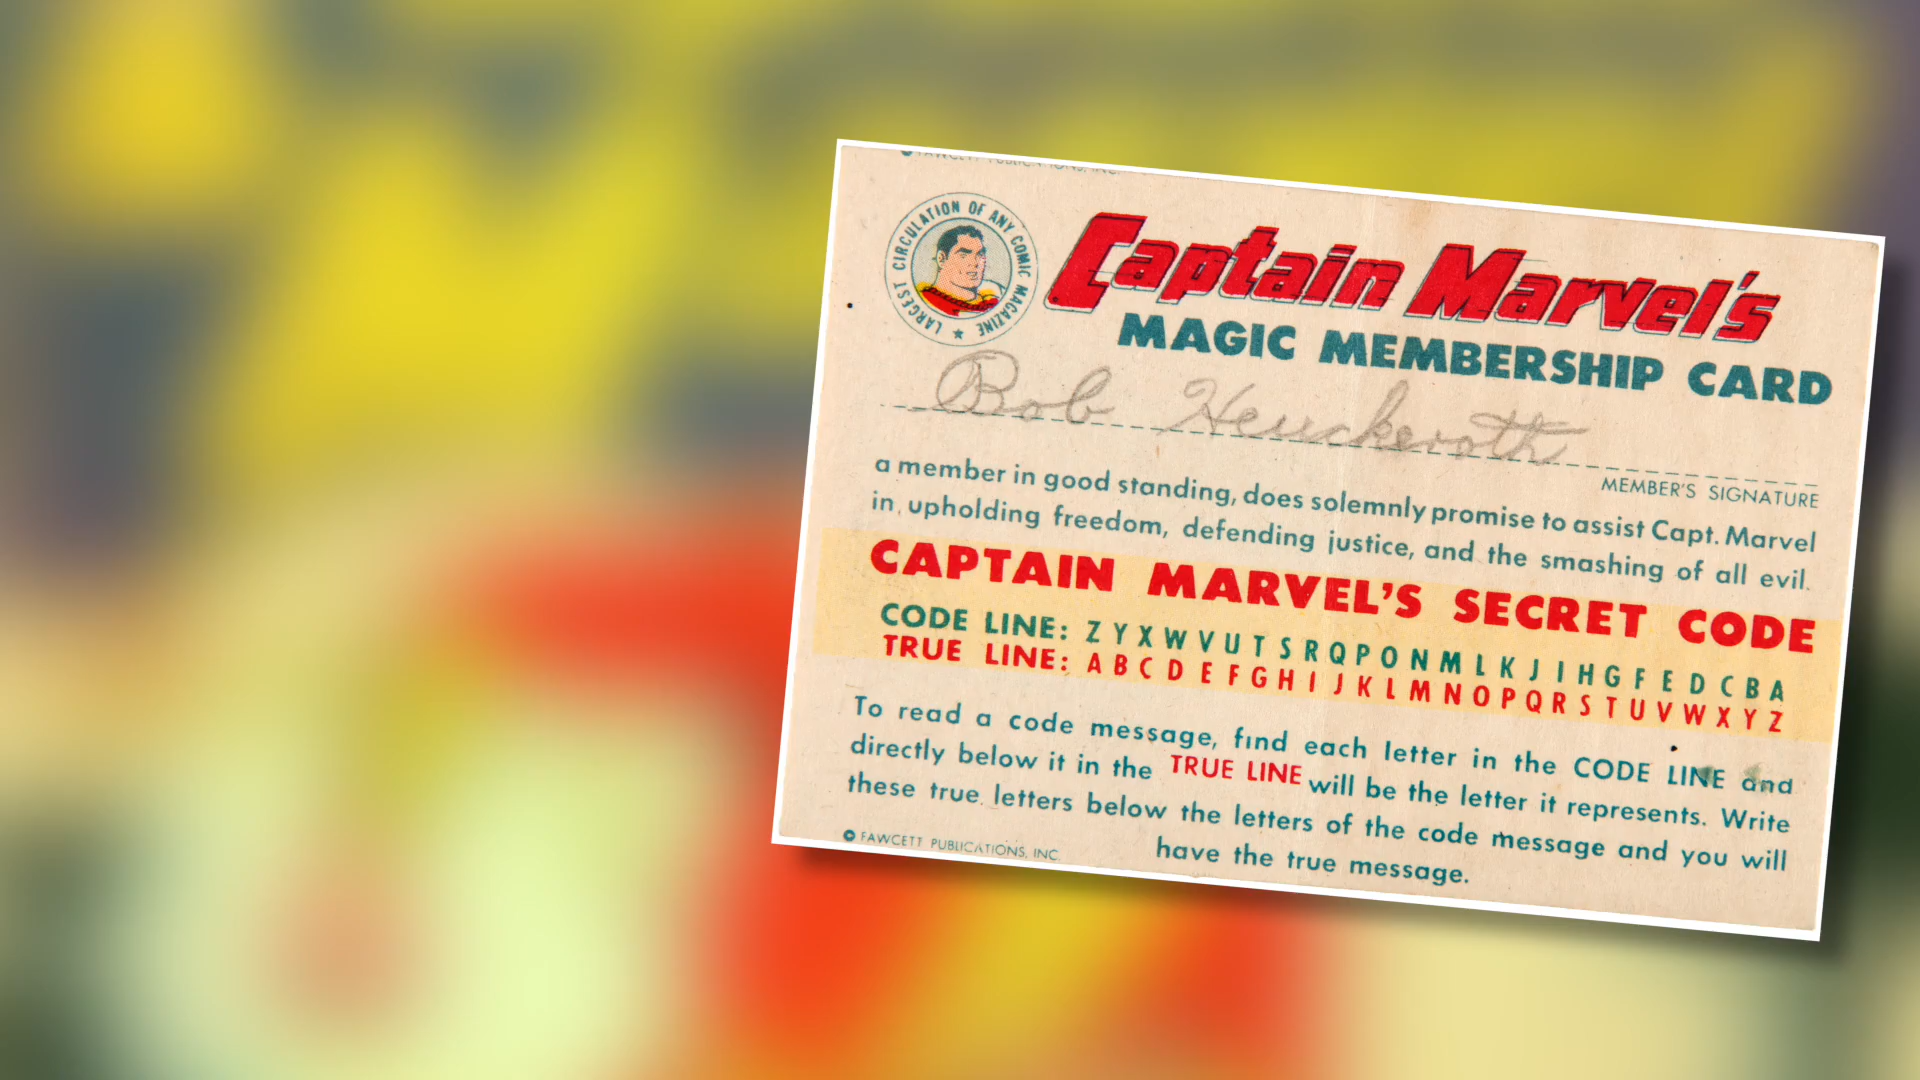 FAWCETT PUBLICATIONS, INC.
LARGEST CIRCULATION OF ANY COMIC MAGAZINE ★
Captain Marvel's
MAGIC MEMBERSHIP CARD
Bob Heuckeroth
MEMBER'S SIGNATURE
a member in good standing, does solemnly promise to assist Capt. Marvel
in upholding freedom, defending justice, and the smashing of all evil.
CAPTAIN MARVEL'S SECRET CODE
CODE LINE: Z Y X W V U T S R Q P O N M L K J I H G F E D C B A
TRUE LINE: A B C D E F G H I J K L M N O P Q R S T U V W X Y Z
To read a code message, find each letter in the CODE LINE and
directly below it in the TRUE LINE will be the letter it represents. Write
these true letters below the letters of the code message and you will
have the true message.
© FAWCETT PUBLICATIONS, INC.